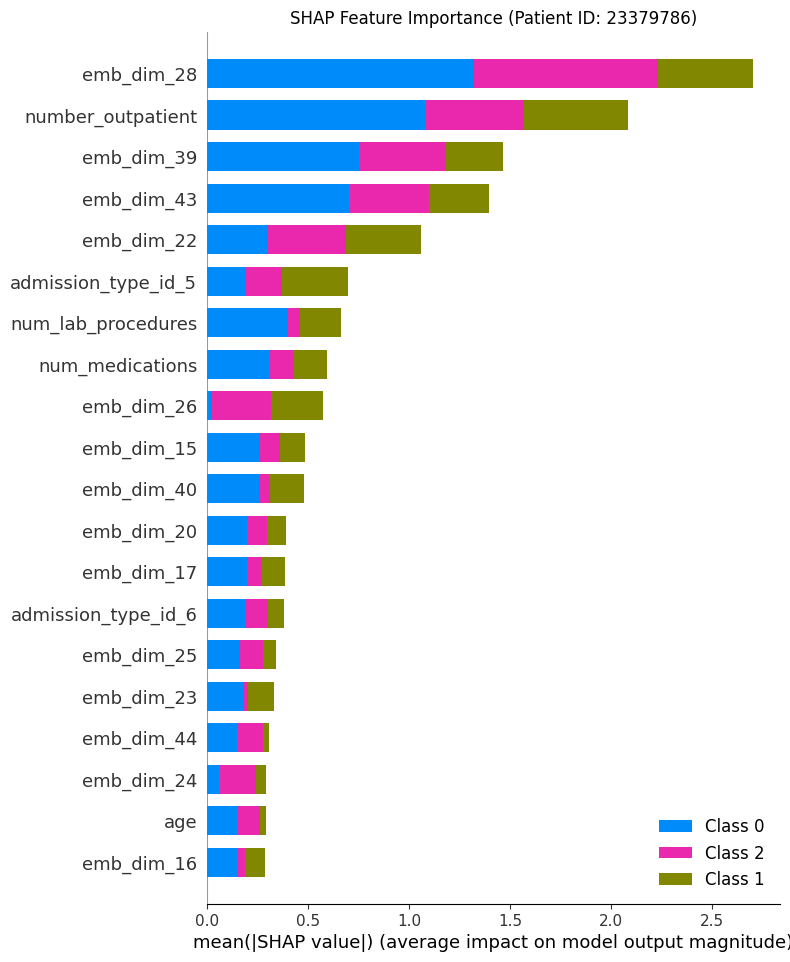 SHAP Feature Importance (Patient ID: 23379786)
emb_dim_28
number_outpatient
emb_dim_39
emb_dim_43
emb_dim_22
admission_type_id_5
num_lab_procedures
num_medications
emb_dim_26
emb_dim_15
emb_dim_40
emb_dim_20
emb_dim_17
admission_type_id_6
emb_dim_25
emb_dim_23
emb_dim_44
emb_dim_24
age
emb_dim_16
Class 0
Class 2
Class 1
0.0 0.5 1.0 1.5 2.0 2.5
mean(|SHAP value|) (average impact on model output magnitude)